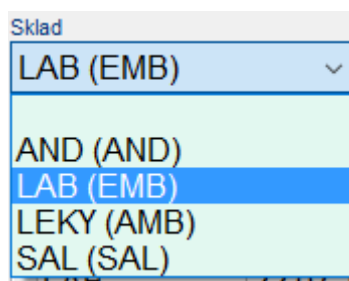 Sklad
LAB (EMB)
AND (AND)
LAB (EMB)
LEKY (AMB)
SAL (SAL)